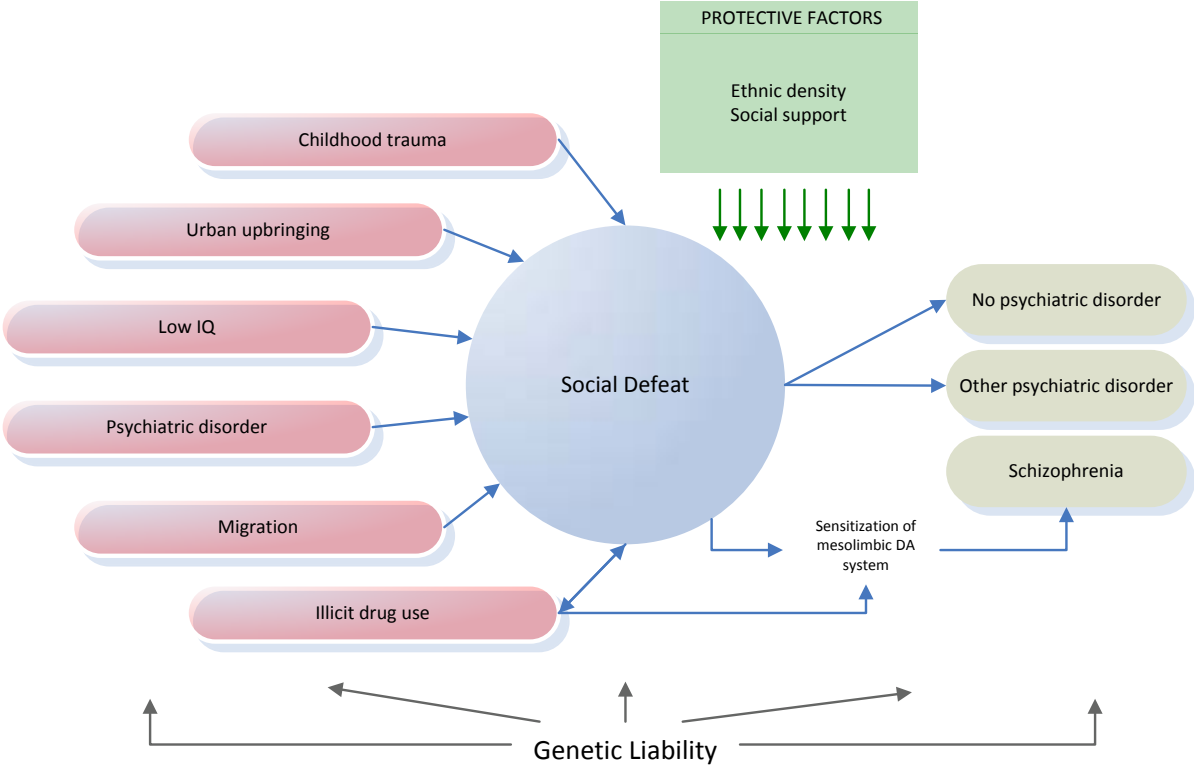 PROTECTIVE FACTORS
Ethnic density
Social support
Childhood trauma
Urban upbringing
Low IQ
Psychiatric disorder
Migration
Illicit drug use
Social Defeat
No psychiatric disorder
Other psychiatric disorder
Schizophrenia
Sensitization of
mesolimbic DA
system
Genetic Liability